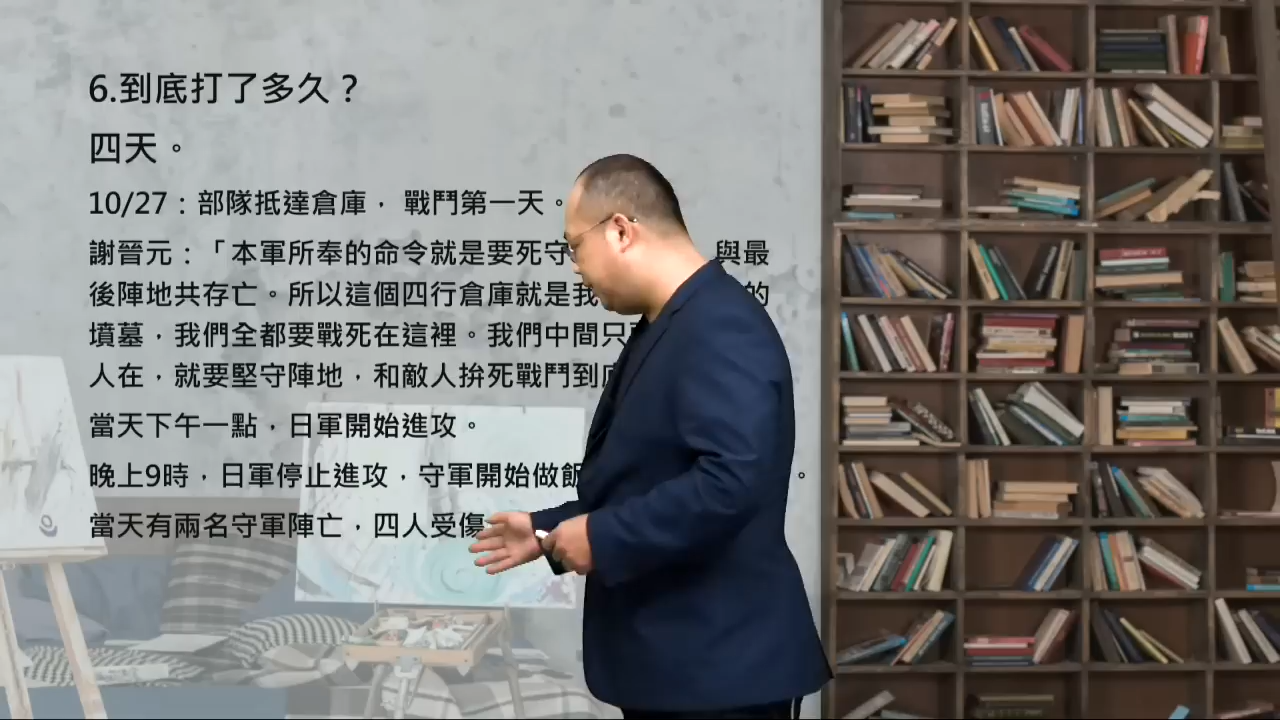 6.到底打了多久？
四天。
10/27：部隊抵達倉庫， 戰鬥第一天。
謝晉元：「本軍所奉的命令就是要死守 與最
後陣地共存亡。所以這個四行倉庫就是我 的
墳墓，我們全都要戰死在這裡。我們中間只
人在，就要堅守陣地，和敵人拚死戰鬥到
當天下午一點，日軍開始進攻。
晚上9時，日軍停止進攻，守軍開始做飯 。
當天有兩名守軍陣亡，四人受傷